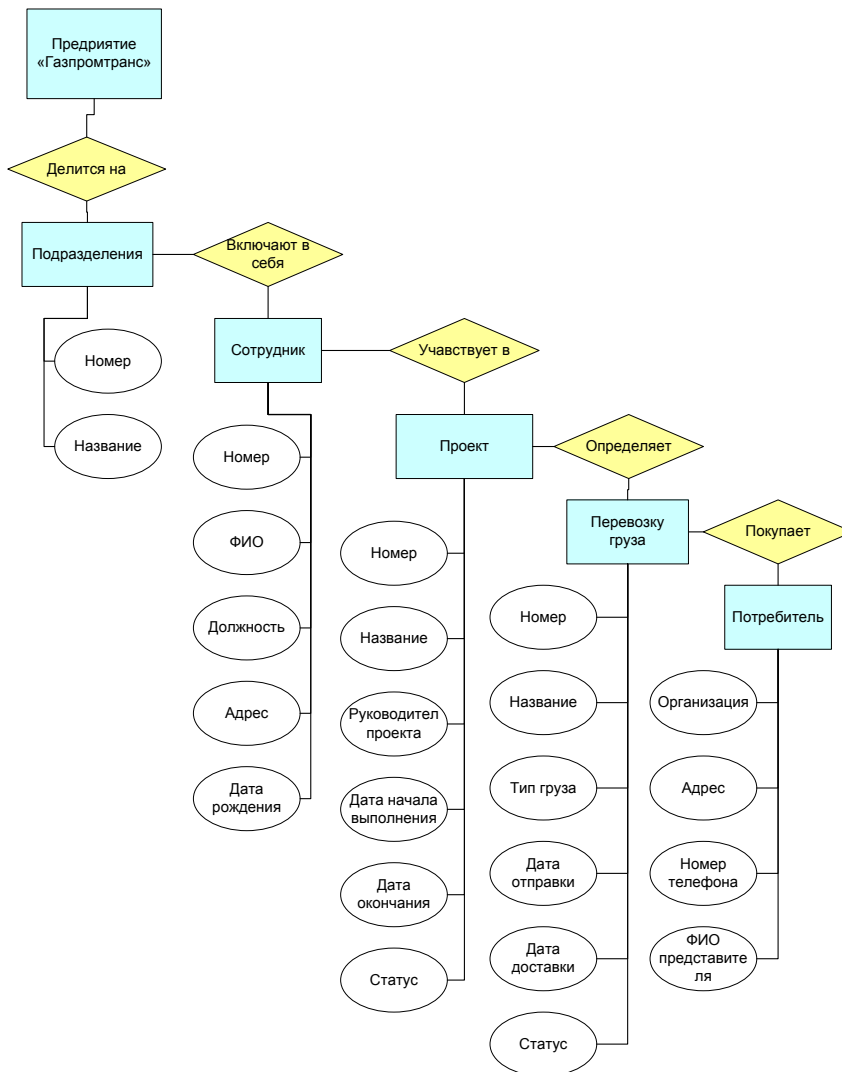 Предриятие
«Газпромтранс»
Делится на
Подразделения
Включают в
себя
Номер
Название
Сотрудник
Учавствует в
Номер
ФИО
Должность
Адрес
Дата
рождения
Проект
Определяет
Номер
Название
Руководител
проекта
Дата начала
выполнения
Дата
окончания
Статус
Перевозку
груза
Покупает
Номер
Название
Тип груза
Дата
отправки
Дата
доставки
Статус
Потребитель
Организация
Адрес
Номер
телефона
ФИО
представите
ля